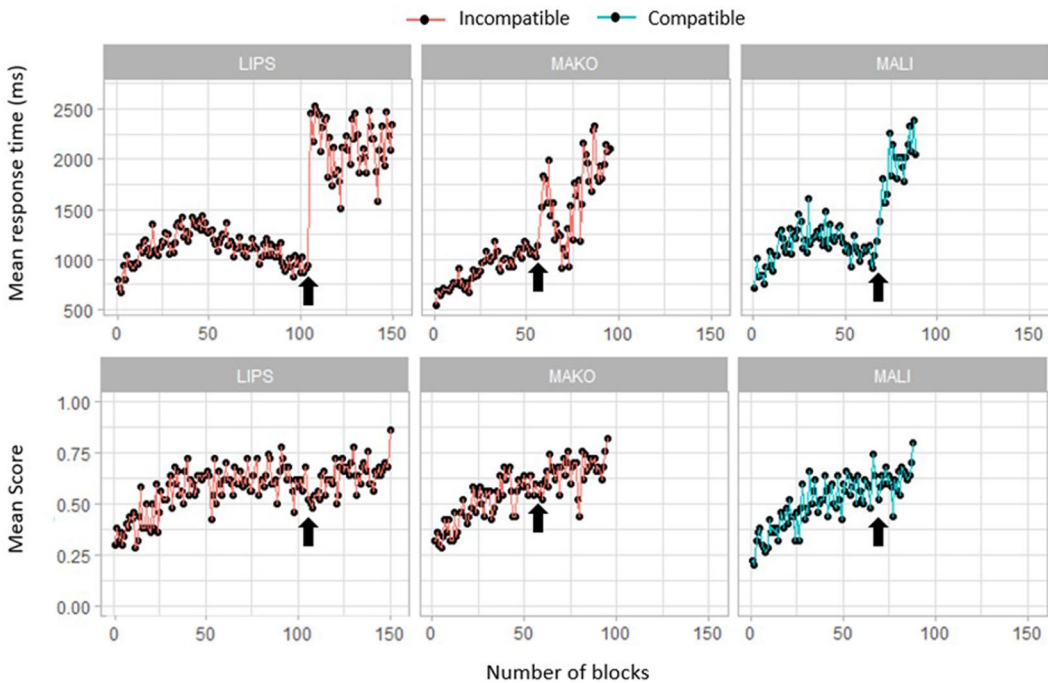 Incompatible Compatible
Mean response time (ms)
LIPS MAKO MALI
2500
2000
1500
1000
500
0 50 100 150 0 50 100 150 0 50 100 150
Mean Score
LIPS MAKO MALI
1.00
0.75
0.50
0.25
0.00
0 50 100 150 0 50 100 150 0 50 100 150
Number of blocks